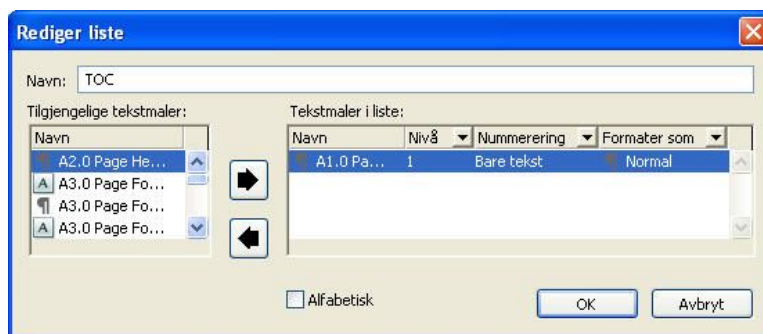 Rediger liste
Navn: TOC
Tilgjengelige tekstmaler:
Tekstmaler i liste:
Navn
Navn Nivå Nummerering Formater som
¶ A2.0 Page He...
¶ A1.0 Pa... 1 Bare tekst ¶ Normal
A A3.0 Page Fo...
¶ A3.0 Page Fo...
A A3.0 Page Fo...
Alfabetisk
OK
Avbryt